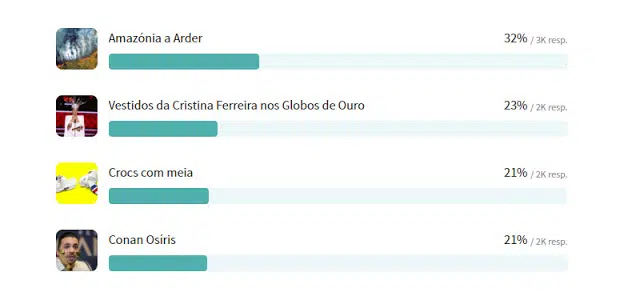 Amazónia a Arder 32% / 3K resp.
Vestidos da Cristina Ferreira nos Globos de Ouro 23% / 2K resp.
Crocs com meia 21% / 2K resp.
Conan Osíris 21% / 2K resp.